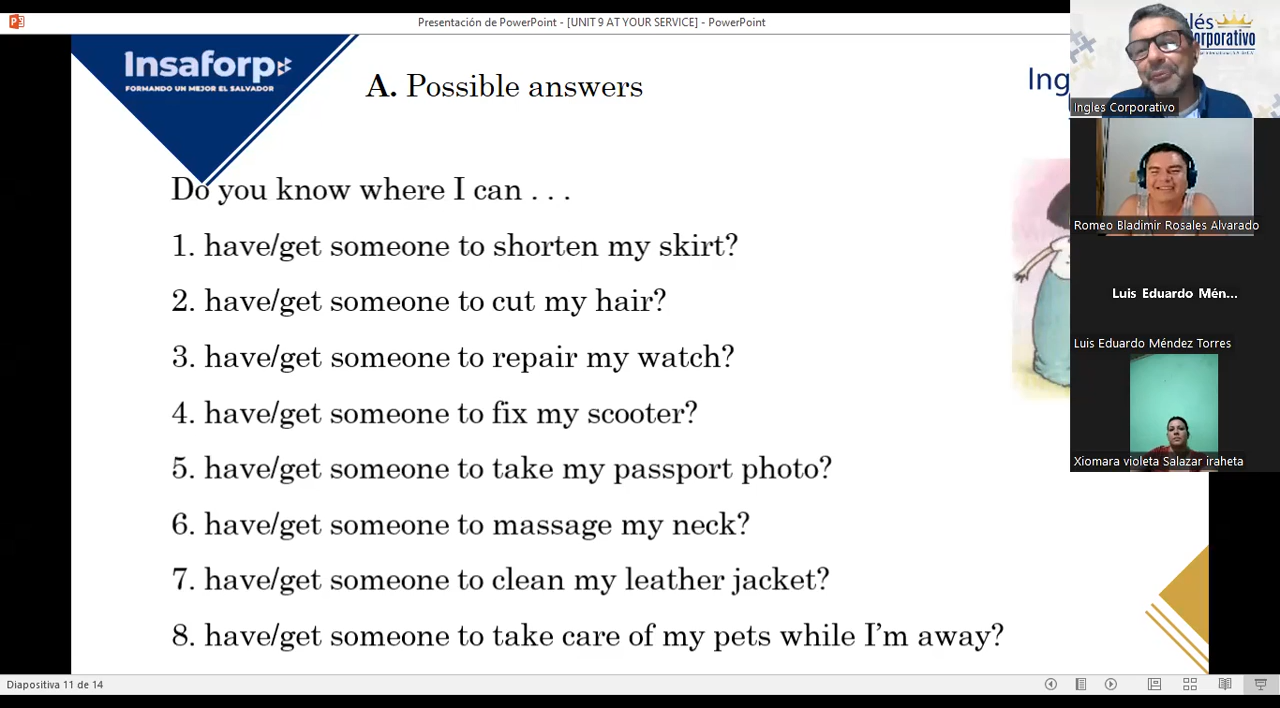 Presentación de PowerPoint - [UNIT 9 AT YOUR SERVICE] - PowerPoint
Insaforp
FORMANDO UN MEJOR EL SALVADOR
A. Possible answers
Ing
lés
orporativo
Ingles Corporativo
Do you know where I can . . .
1. have/get someone to shorten my skirt?
2. have/get someone to cut my hair?
3. have/get someone to repair my watch?
4. have/get someone to fix my scooter?
5. have/get someone to take my passport photo?
6. have/get someone to massage my neck?
7. have/get someone to clean my leather jacket?
8. have/get someone to take care of my pets while I'm away?
Romeo Bladimir Rosales Alvarado
Luis Eduardo Mén...
Luis Eduardo Méndez Torres
Xiomara violeta Salazar iraheta
Diapositiva 11 de 14